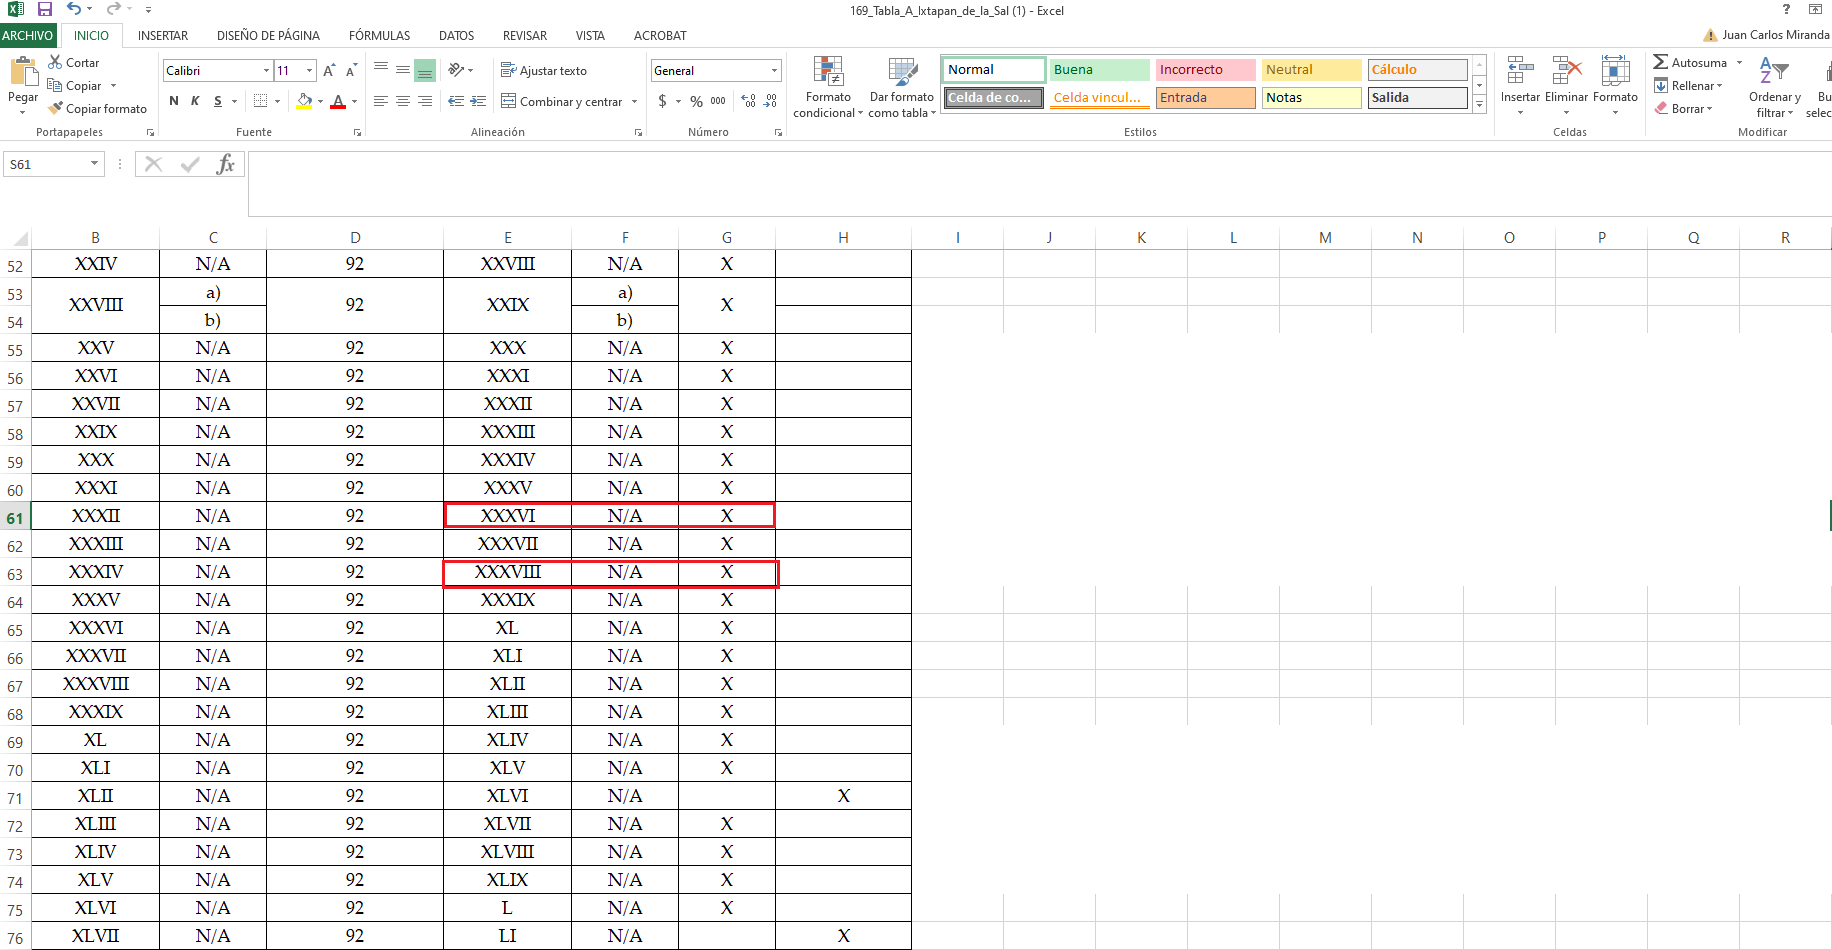 169_Tabla_A_Ixtapan_de_la_Sal (1) - Excel
?
ARCHIVO INICIO INSERTAR DISEÑO DE PÁGINA FÓRMULAS DATOS REVISAR VISTA ACROBAT Juan Carlos Miranda
Pegar
Cortar
Copiar
Copiar formato
Portapapeles
Calibri 11
N K S
Fuente
Ajustar texto
Combinar y centrar
Alineación
General
$ % 000
Número
Formato condicional
Dar formato como tabla
Normal Buena Incorrecto Neutral Cálculo
Celda de co... Celda vincul... Entrada Notas Salida
Estilos
Insertar Eliminar Formato
Celdas
Autosuma
Rellenar
Borrar
Ordenar y filtrar
Bu
selec
Modificar
S61 fx
B C D E F G H I J K L M N O P Q R
52 XXIV N/A 92 XXVIII N/A X
53 XXVIII a) 92 XXIX a) X
54 b) b)
55 XXV N/A 92 XXX N/A X
56 XXVI N/A 92 XXXI N/A X
57 XXVII N/A 92 XXXII N/A X
58 XXIX N/A 92 XXXIII N/A X
59 XXX N/A 92 XXXIV N/A X
60 XXXI N/A 92 XXXV N/A X
61 XXXII N/A 92 XXXVI N/A X
62 XXXIII N/A 92 XXXVII N/A X
63 XXXIV N/A 92 XXXVIII N/A X
64 XXXV N/A 92 XXXIX N/A X
65 XXXVI N/A 92 XL N/A X
66 XXXVII N/A 92 XLI N/A X
67 XXXVIII N/A 92 XLII N/A X
68 XXXIX N/A 92 XLIII N/A X
69 XL N/A 92 XLIV N/A X
70 XLI N/A 92 XLV N/A X
71 XLII N/A 92 XLVI N/A X
72 XLIII N/A 92 XLVII N/A X
73 XLIV N/A 92 XLVIII N/A X
74 XLV N/A 92 XLIX N/A X
75 XLVI N/A 92 L N/A X
76 XLVII N/A 92 LI N/A X